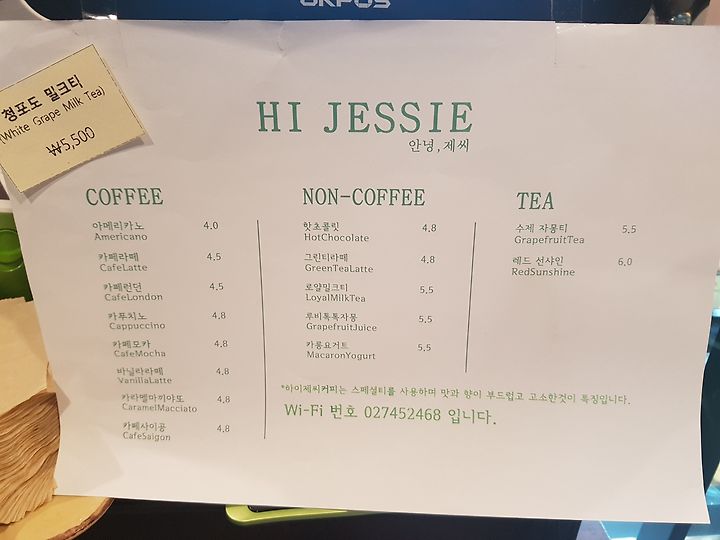 OKPOS
청포도 밀크티
(White Grape Milk Tea)
₩5,500
HI JESSIE
안녕,제씨
COFFEE
아메리카노 4.0
Americano
카페라떼 4.5
CafeLatte
카페런던 4.5
CafeLondon
카푸치노 4.8
Cappuccino
카페모카 4.8
CafeMocha
바닐라라떼 4.8
VanillaLatte
카라멜마끼아또 4.8
CaramelMacciato
카페사이공 4.8
CafeSaigon
NON-COFFEE
핫초콜릿 4.8
HotChocolate
그린티라떼 4.8
GreenTeaLatte
로얄밀크티 5.5
LoyalMilkTea
루비톡톡자몽 5.5
GrapefruitJuice
카롱요거트 5.5
MacaronYogurt
TEA
수제 자몽티 5.5
GrapefruitTea
레드 선샤인 6.0
RedSunshine
*하이제씨커피는 스페셜티를 사용하며 맛과 향이 부드럽고 고소한것이 특징입니다.
Wi-Fi 번호 027452468 입니다.